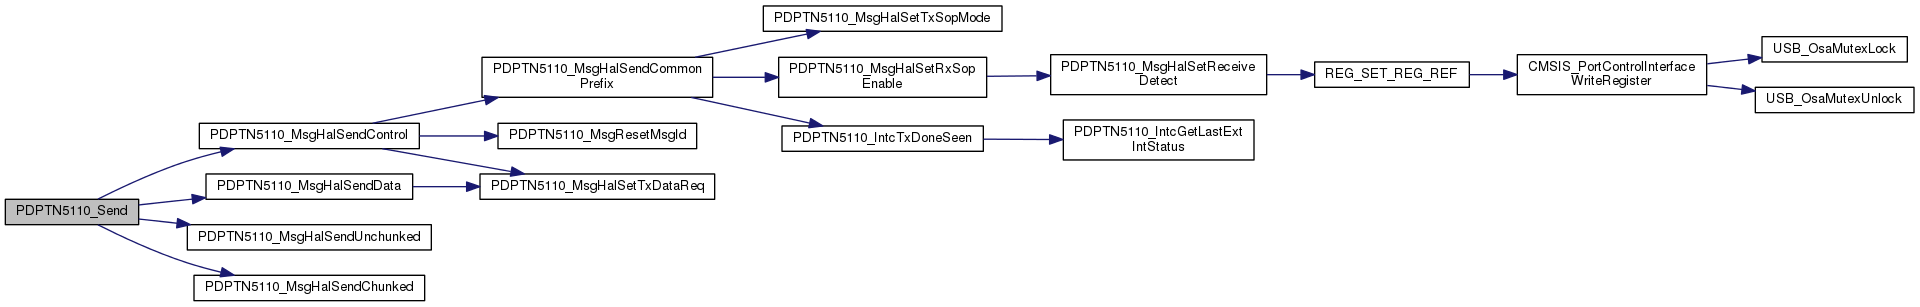 PDPTN5110_MsgHalSetTxSopMode
USB_OsaMutexLock
PDPTN5110_MsgHalSendCommon
Prefix
PDPTN5110_MsgHalSetRxSop
Enable
PDPTN5110_MsgHalSetReceive
Detect
REG_SET_REG_REF
CMSIS_PortControlInterface
WriteRegister
USB_OsaMutexUnlock
PDPTN5110_MsgHalSendControl
PDPTN5110_MsgResetMsgId
PDPTN5110_IntcTxDoneSeen
PDPTN5110_IntcGetLastExt
IntStatus
PDPTN5110_MsgHalSendData
PDPTN5110_MsgHalSetTxDataReq
PDPTN5110_Send
PDPTN5110_MsgHalSendUnchunked
PDPTN5110_MsgHalSendChunked